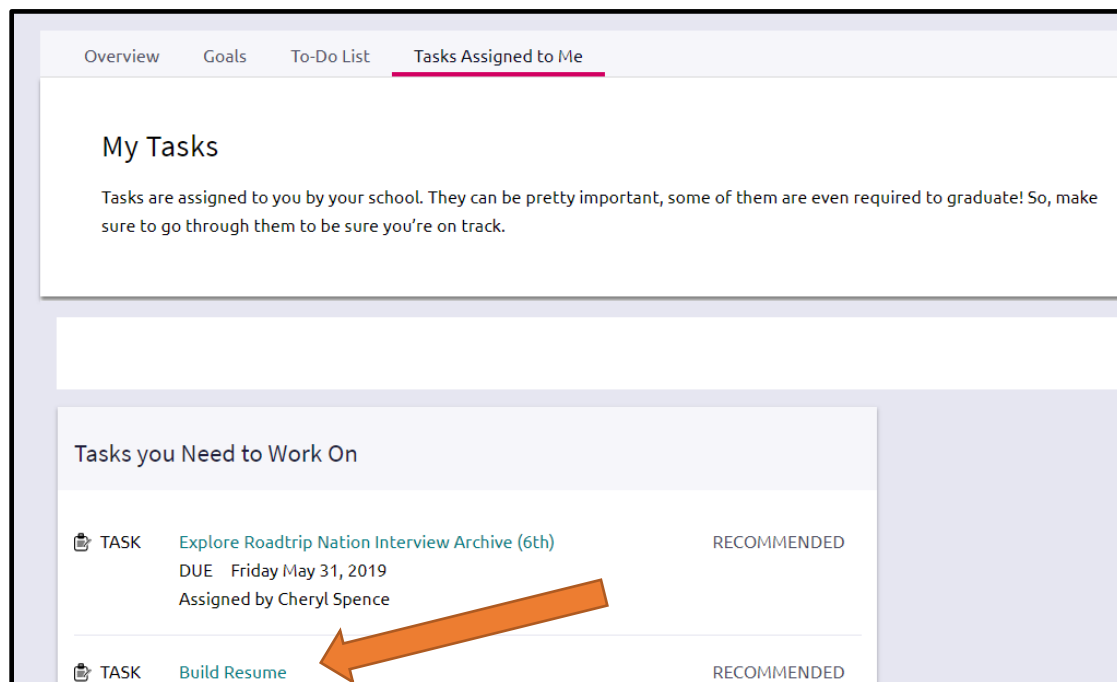 Overview Goals To-Do List Tasks Assigned to Me
My Tasks
Tasks are assigned to you by your school. They can be pretty important, some of them are even required to graduate! So, make
sure to go through them to be sure you're on track.
Tasks you Need to Work On
TASK Explore Roadtrip Nation Interview Archive (6th) RECOMMENDED
DUE Friday May 31, 2019
Assigned by Cheryl Spence
TASK Build Resume RECOMMENDED